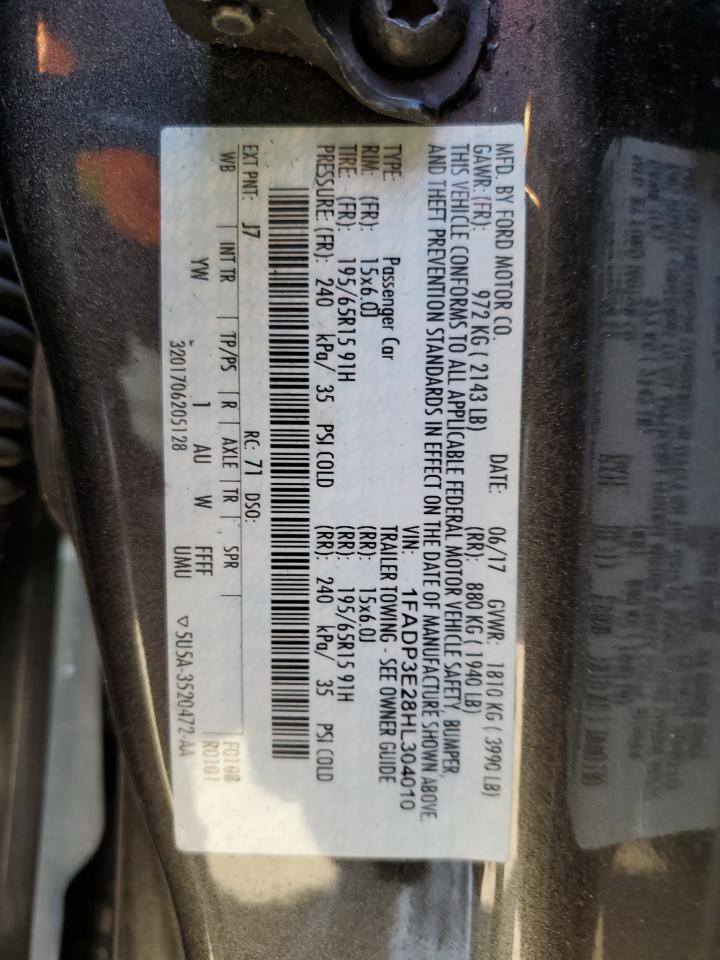 MFD. BY FORD MOTOR CO. DATE: 06/17 GVWR: 1810 KG ( 3990 LB)
GAWR: (FR): 972 KG ( 2143 LB) (RR): 880 KG ( 1940 LB)
THIS VEHICLE CONFORMS TO ALL APPLICABLE FEDERAL MOTOR VEHICLE SAFETY, BUMPER,
AND THEFT PREVENTION STANDARDS IN EFFECT ON THE DATE OF MANUFACTURE SHOWN ABOVE.
VIN: 1FADP3E28HL304010
TYPE: Passenger Car TRAILER TOWING - SEE OWNER GUIDE
RIM: (FR): 15x6.0J (RR): 15x6.0J
TIRE: (FR): 195/65R15 91H (RR): 195/65R15 91H
PRESSURE (FR): 240 kPa/ 35 PSI COLD (RR): 240 kPa/ 35 PSI COLD
EXT PNT: J7 RC: 71 DSO:
WB INT TR TP/PS R AXLE TR SPR
YW 1 AU W FFFF
UMU
3201706205128
▽5U5A-3520472-AA